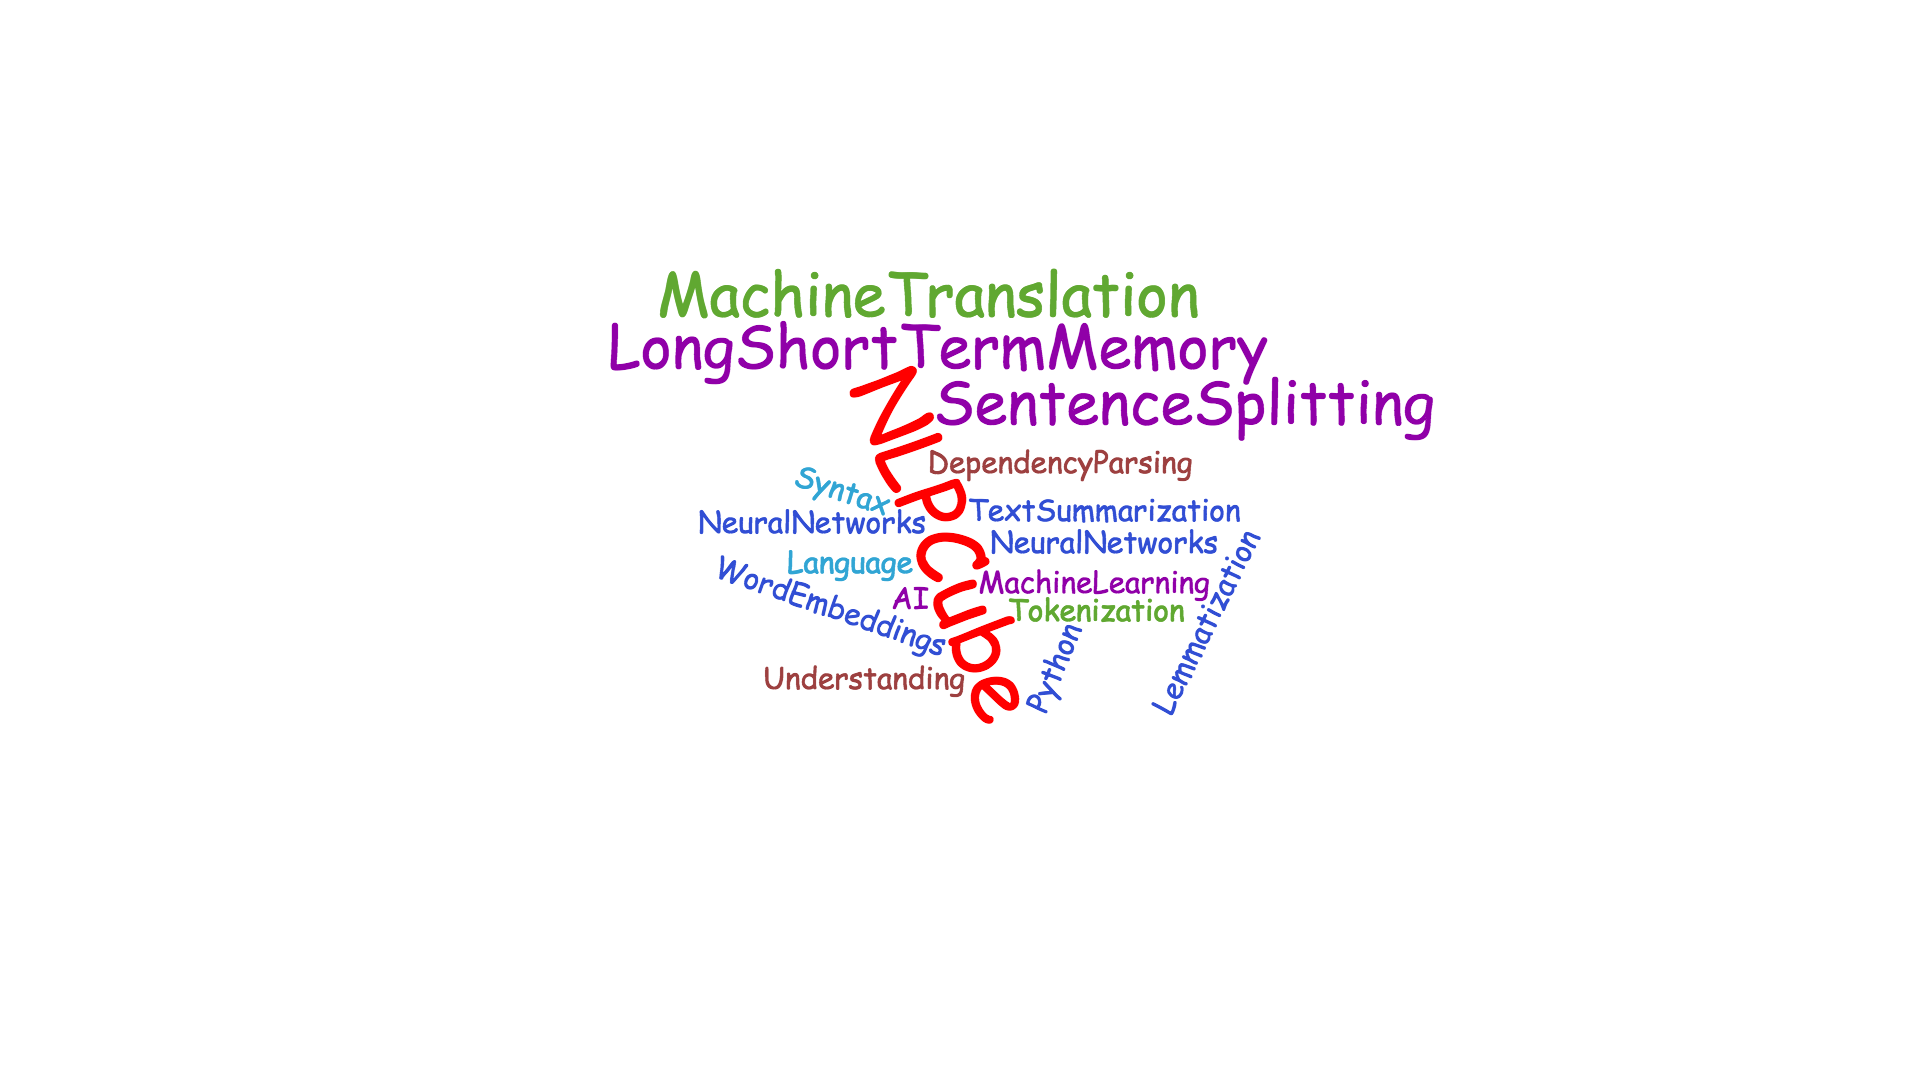 MachineTranslation
LongShortTermMemory
SentenceSplitting
NLPCube
DependencyParsing
Syntax
TextSummarization
NeuralNetworks
NeuralNetworks
Language
MachineLearning
WordEmbeddings
AI
Tokenization
Lemmatization
Python
Understanding